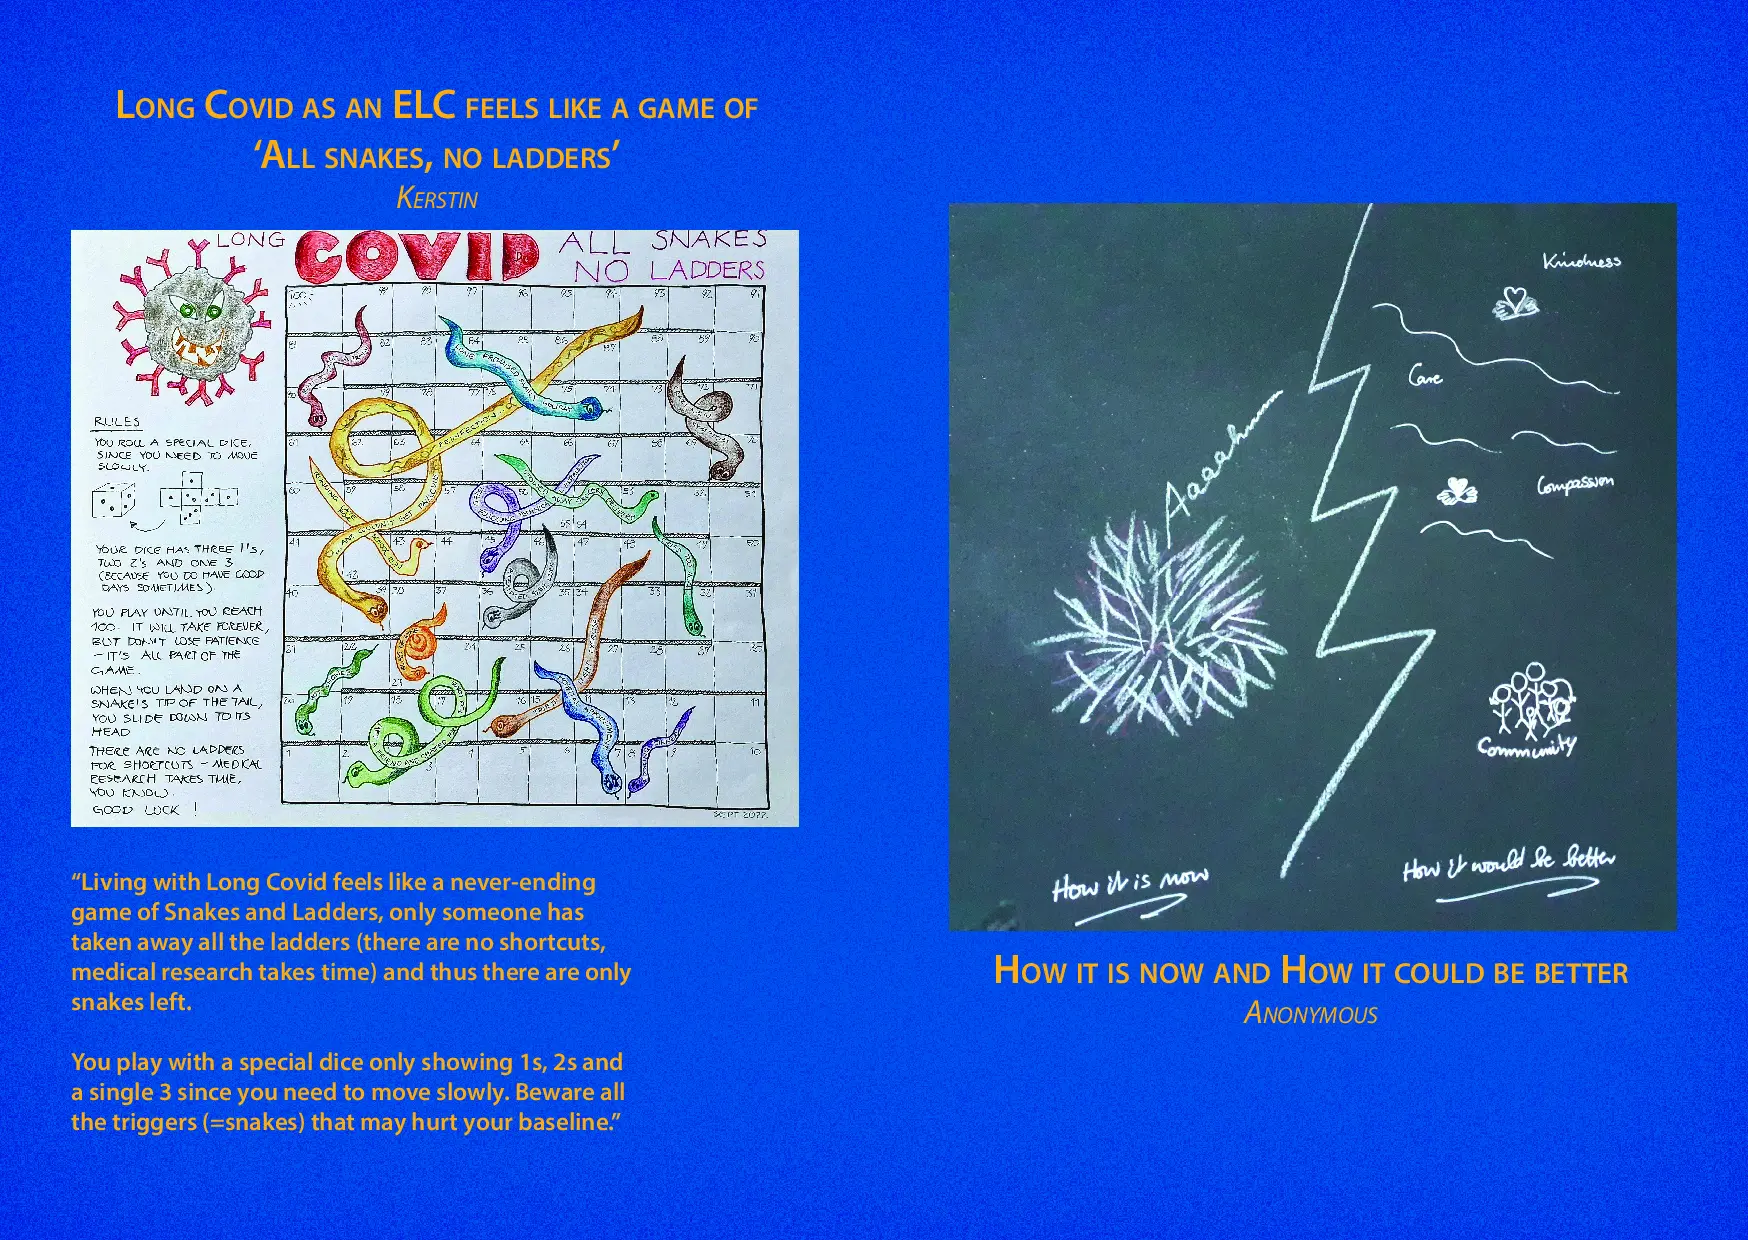 LONG COVID AS AN ELC FEELS LIKE A GAME OF
‘ALL SNAKES, NO LADDERS’
KERSTIN
LONG COVID ALL SNAKES
NO LADDERS
RULES
YOU ROLL A SPECIAL DICE,
SINCE YOU NEED TO MOVE
SLOWLY.
YOUR DICE HAS THREE 1'S,
TWO 2'S AND ONE 3
(BECAUSE YOU DO HAVE GOOD
DAYS SOMETIMES)
YOU PLAY UNTIL YOU REACH
100. IT WILL TAKE FOREVER,
BUT DON'T LOSE PATIENCE
– IT'S ALL PART OF THE
GAME.
WHEN YOU LAND ON A
SNAKE'S TIP OF THE TAIL,
YOU SLIDE DOWN TO ITS
HEAD
THERE ARE NO LADDERS
FOR SHORTCUTS – MEDICAL
RESEARCH TAKES TIME,
YOU KNOW.
GOOD LUCK !
“Living with Long Covid feels like a never-ending
game of Snakes and Ladders, only someone has
taken away all the ladders (there are no shortcuts,
medical research takes time) and thus there are only
snakes left.
You play with a special dice only showing 1s, 2s and
a single 3 since you need to move slowly. Beware all
the triggers (=snakes) that may hurt your baseline.”
Kindness
Care
Aaaahm
Compassion
Community
How it is now
How it would be better
HOW IT IS NOW AND HOW IT COULD BE BETTER
ANONYMOUS